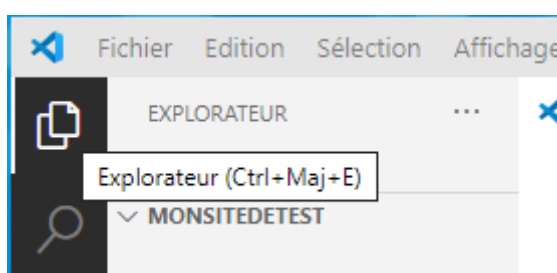 Fichier Edition Sélection Affichage
EXPLORATEUR ...
Explorateur (Ctrl+Maj+E)
MONSITEDETEST